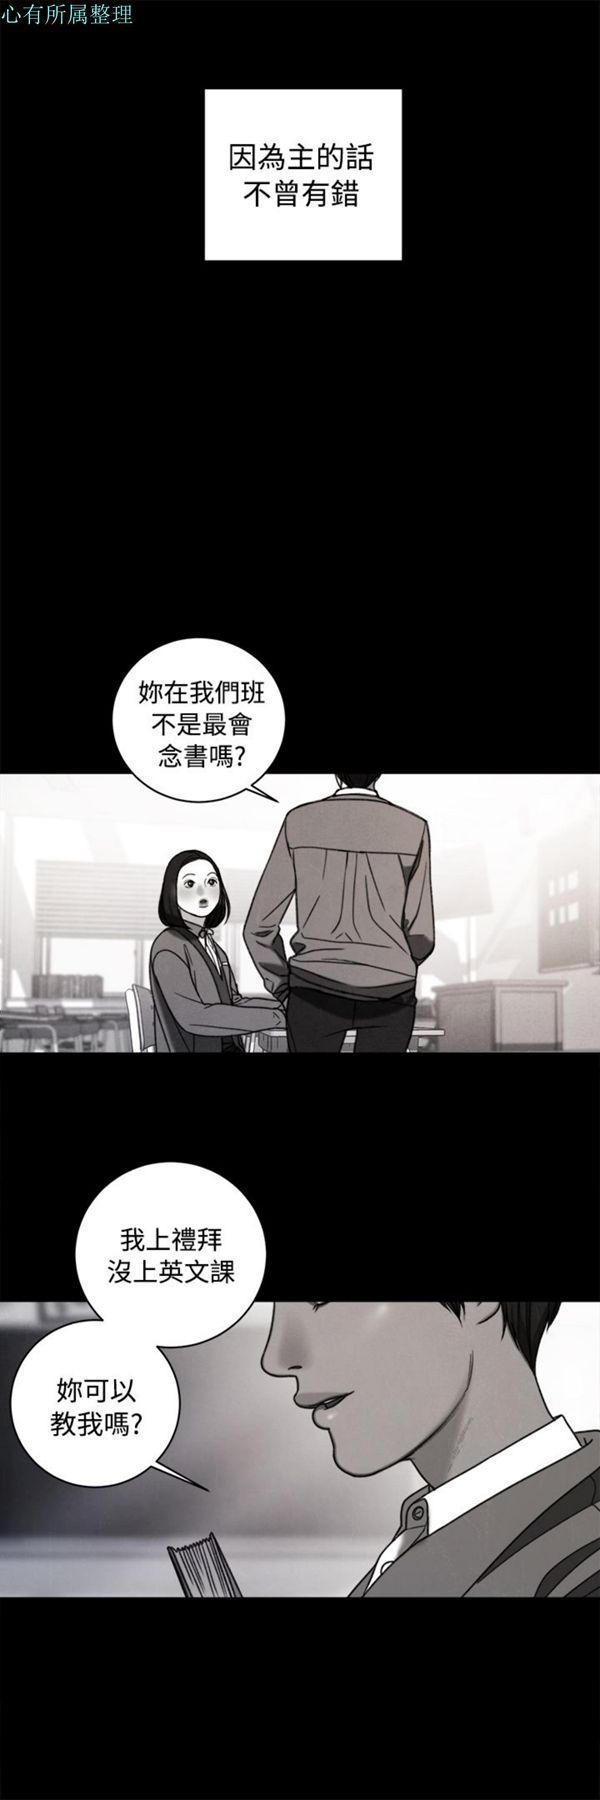 心有所属整理
因為主的話
不曾有錯
妳在我們班
不是最會
念書嗎?
我上禮拜
沒上英文課
妳可以
教我嗎?